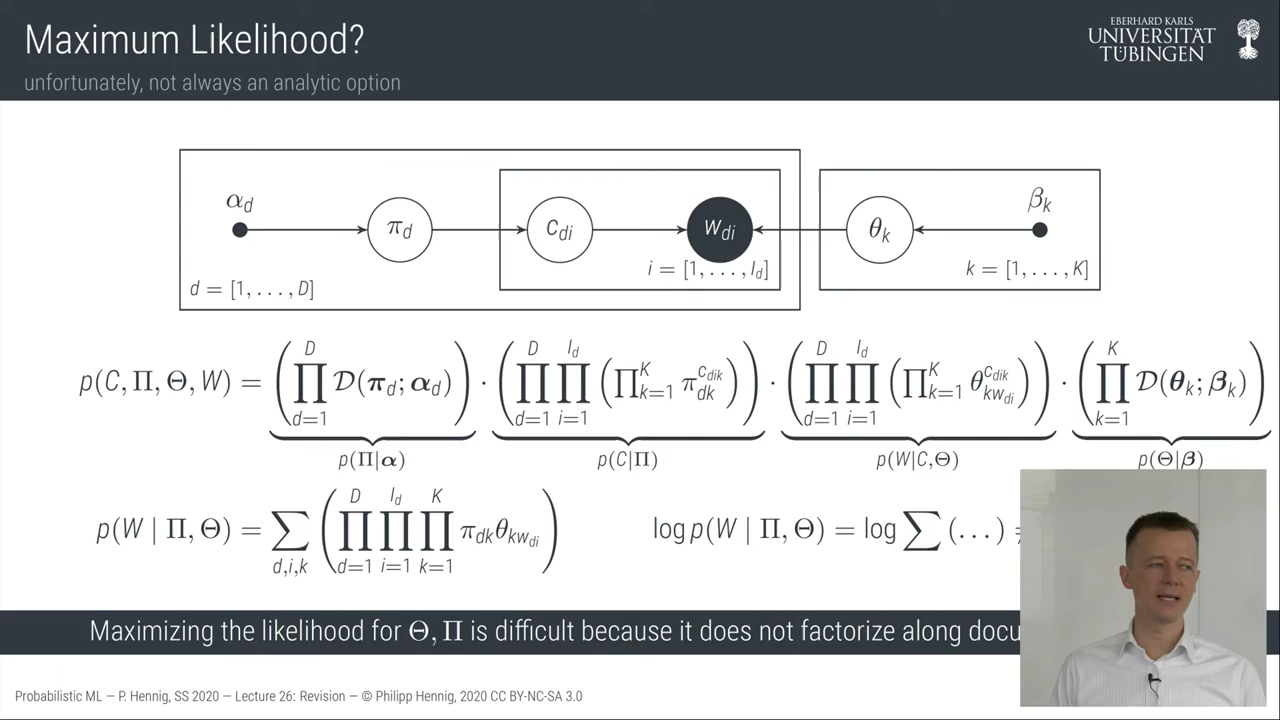 Maximum Likelihood?
unfortunately, not always an analytic option
EBERHARD KARLS
UNIVERSITÄT
TÜBINGEN
α_d
π_d
c_di
w_di
θ_k
β_k
i = [1, . . . , I_d]
k = [1, . . . , K]
d = [1, . . . , D]
p(C, Π, Θ, W) = (∏_{d=1}^{D} 𝒟(π_d; α_d)) · (∏_{d=1}^{D} ∏_{i=1}^{I_d} (∏_{k=1}^{K} π_{dk}^{c_{dik}})) · (∏_{d=1}^{D} ∏_{i=1}^{I_d} (∏_{k=1}^{K} θ_{kw_{di}}^{c_{dik}})) · (∏_{k=1}^{K} 𝒟(θ_k; β_k))
p(Π|α) p(C|Π) p(W|C,Θ) p(Θ|β)
p(W | Π, Θ) = ∑_{d,i,k} (∏_{d=1}^{D} ∏_{i=1}^{I_d} ∏_{k=1}^{K} π_{dk} θ_{kw_{di}}) log p(W | Π, Θ) = log ∑ (. . .)
Maximizing the likelihood for Θ, Π is difficult because it does not factorize along
Probabilistic ML — P. Hennig, SS 2020 — Lecture 26: Revision — © Philipp Hennig, 2020 CC BY-NC-SA 3.0